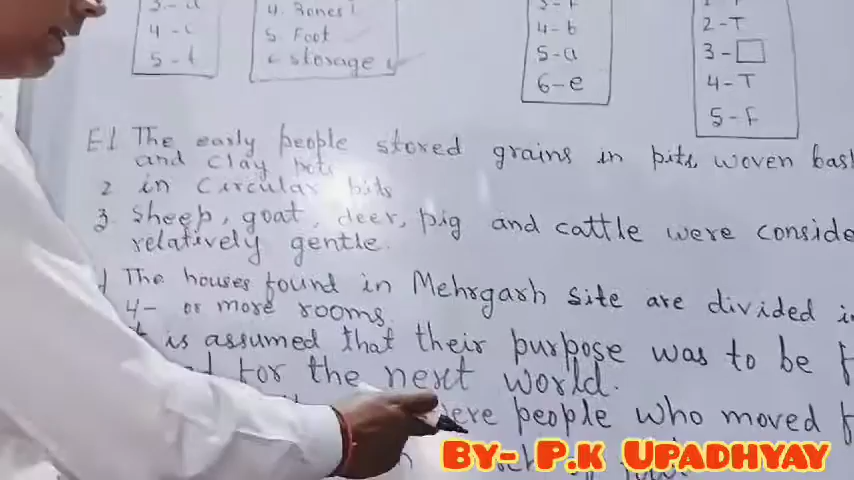 4-c
5-f
4. Bones
5. Foot
6 storage
4-b
5-a
6-e
2-T
3-
4-T
5-F
E1 The early people stored grains in pits, woven bas
and clay pots
2 in circular pits
3. Sheep, goat, deer, pig and cattle were conside
relatively gentle.
The houses found in Mehrgarh site are divided in
4- or more rooms.
is assumed that their purpose was to be f
for the next world.
ere people who moved f
BY- P.K UPADHYAY